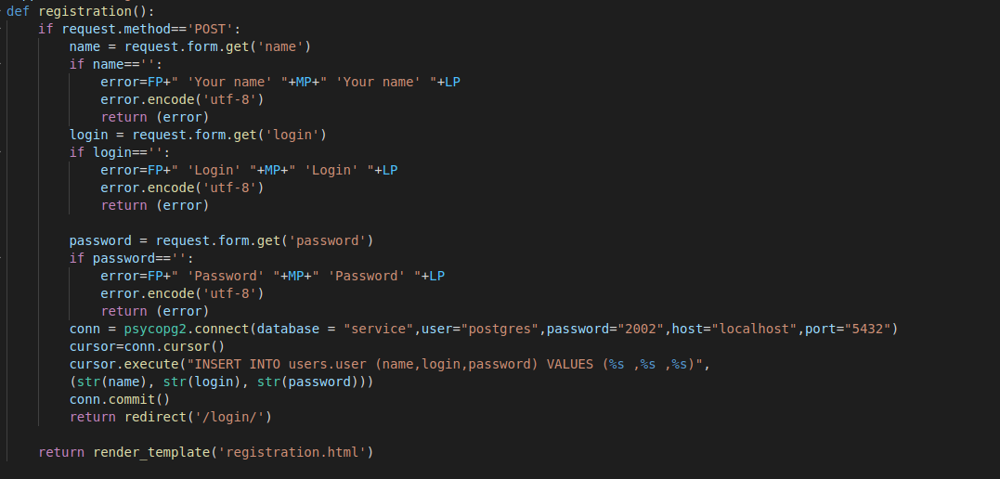 def registration():
    if request.method=='POST':
        name = request.form.get('name')
        if name=='':
            error=FP+" 'Your name' "+MP+" 'Your name' "+LP
            error.encode('utf-8')
            return (error)
        login = request.form.get('login')
        if login=='':
            error=FP+" 'Login' "+MP+" 'Login' "+LP
            error.encode('utf-8')
            return (error)

        password = request.form.get('password')
        if password=='':
            error=FP+" 'Password' "+MP+" 'Password' "+LP
            error.encode('utf-8')
            return (error)
        conn = psycopg2.connect(database = "service",user="postgres",password="2002",host="localhost",port="5432")
        cursor=conn.cursor()
        cursor.execute("INSERT INTO users.user (name,login,password) VALUES (%s ,%s ,%s)",
        (str(name), str(login), str(password)))
        conn.commit()
        return redirect('/login/')

    return render_template('registration.html')